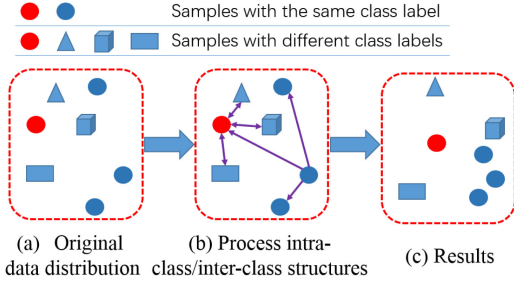 Samples with the same class label
Samples with different class labels
(a) Original
data distribution
(b) Process intra-
class/inter-class structures
(c) Results